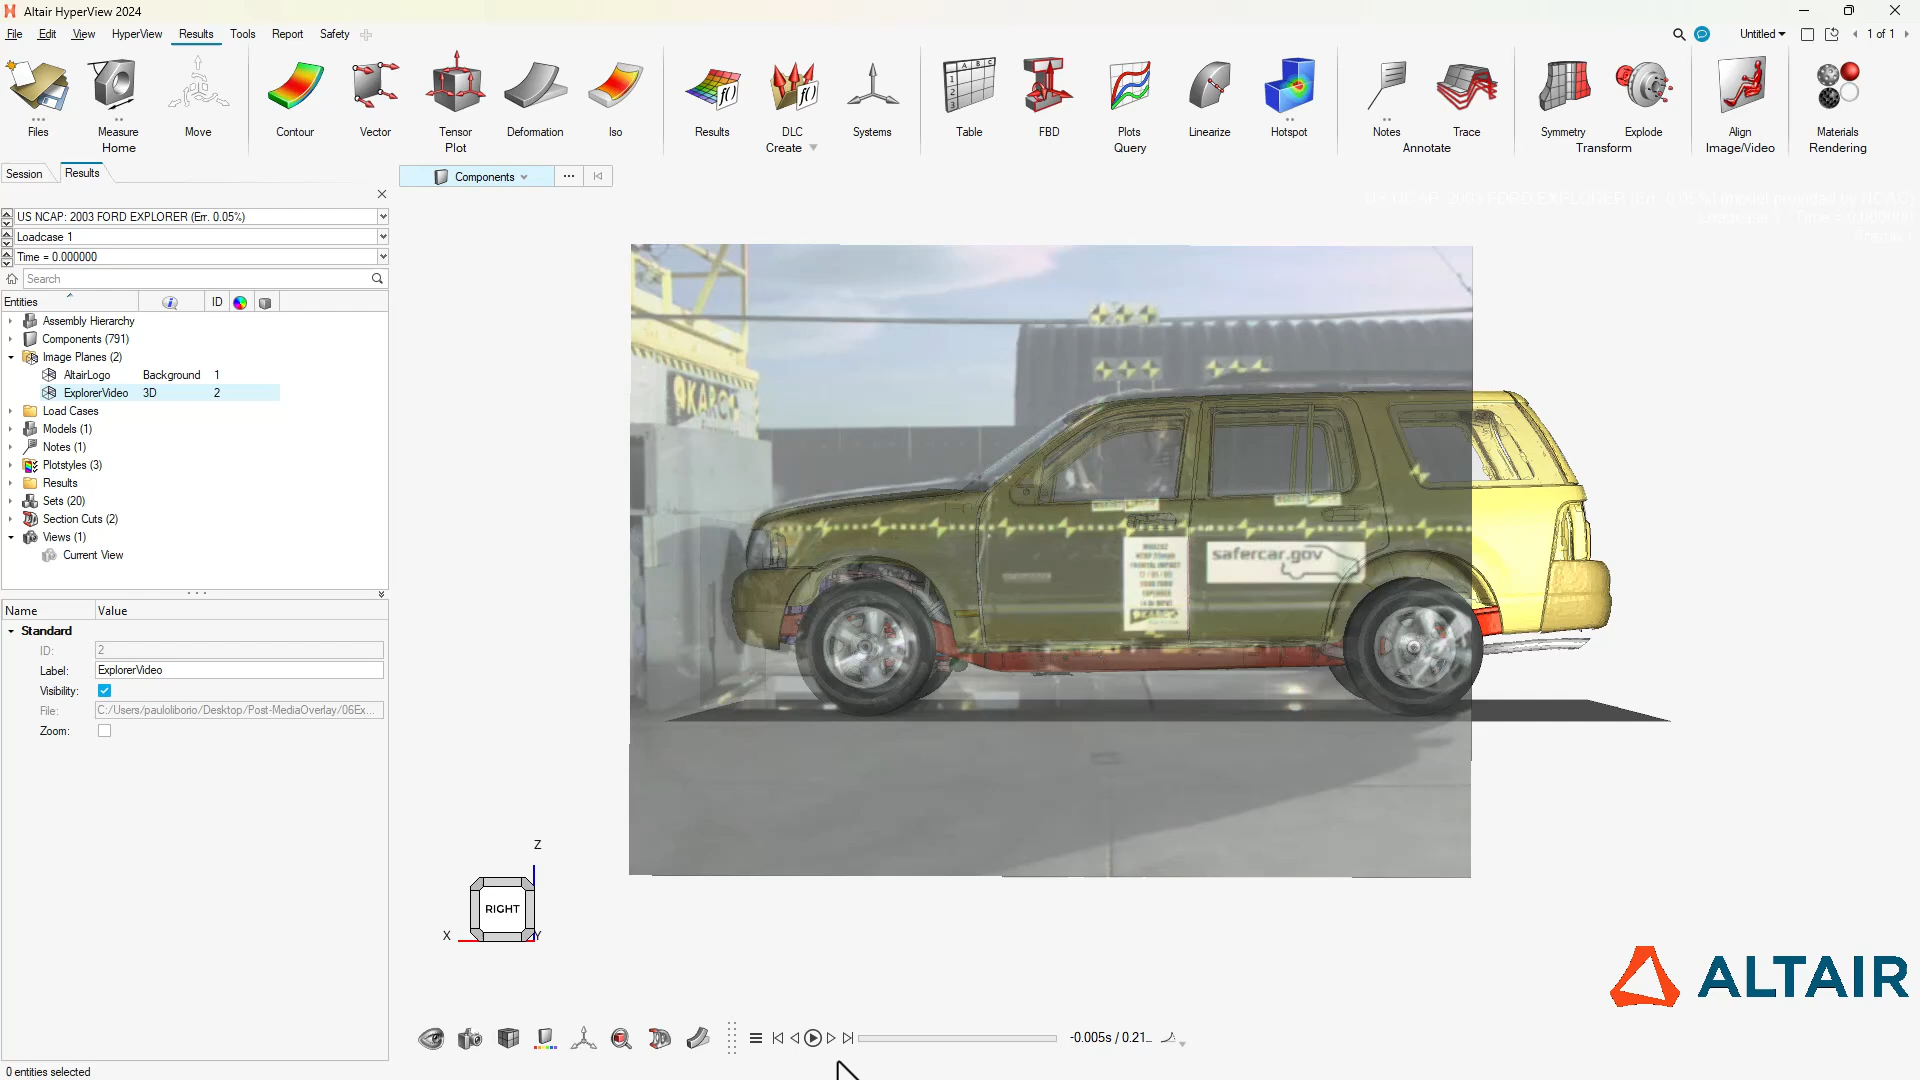 Altair HyperView 2024
File Edit View HyperView Results Tools Report Safety
Untitled
1 of 1
Files Measure Move Contour Vector Tensor Deformation Iso Results DLC Systems Table FBD Plots Linearize Hotspot Notes Trace Symmetry Explode Align Materials
Home Plot Create Query Annotate Transform Image/Video Rendering
Session Results
Components
US NCAP: 2003 FORD EXPLORER (Err. 0.05%)
Loadcase 1
Time = 0.000000
Search
Entities ID
Assembly Hierarchy
Components (791)
Image Planes (2)
AltairLogo Background 1
ExplorerVideo 3D 2
Load Cases
Models (1)
Notes (1)
Plotstyles (3)
Results
Sets (20)
Section Cuts (2)
Views (1)
Current View
Name Value
Standard
ID: 2
Label: ExplorerVideo
Visibility:
File: C:/Users/pauloliborio/Desktop/Post-MediaOverlay/06Ex...
Zoom:
0 entities selected
KARCO
safercar.gov
KARCO
Z
RIGHT
X
Y
ALTAIR
-0.005s / 0.21...